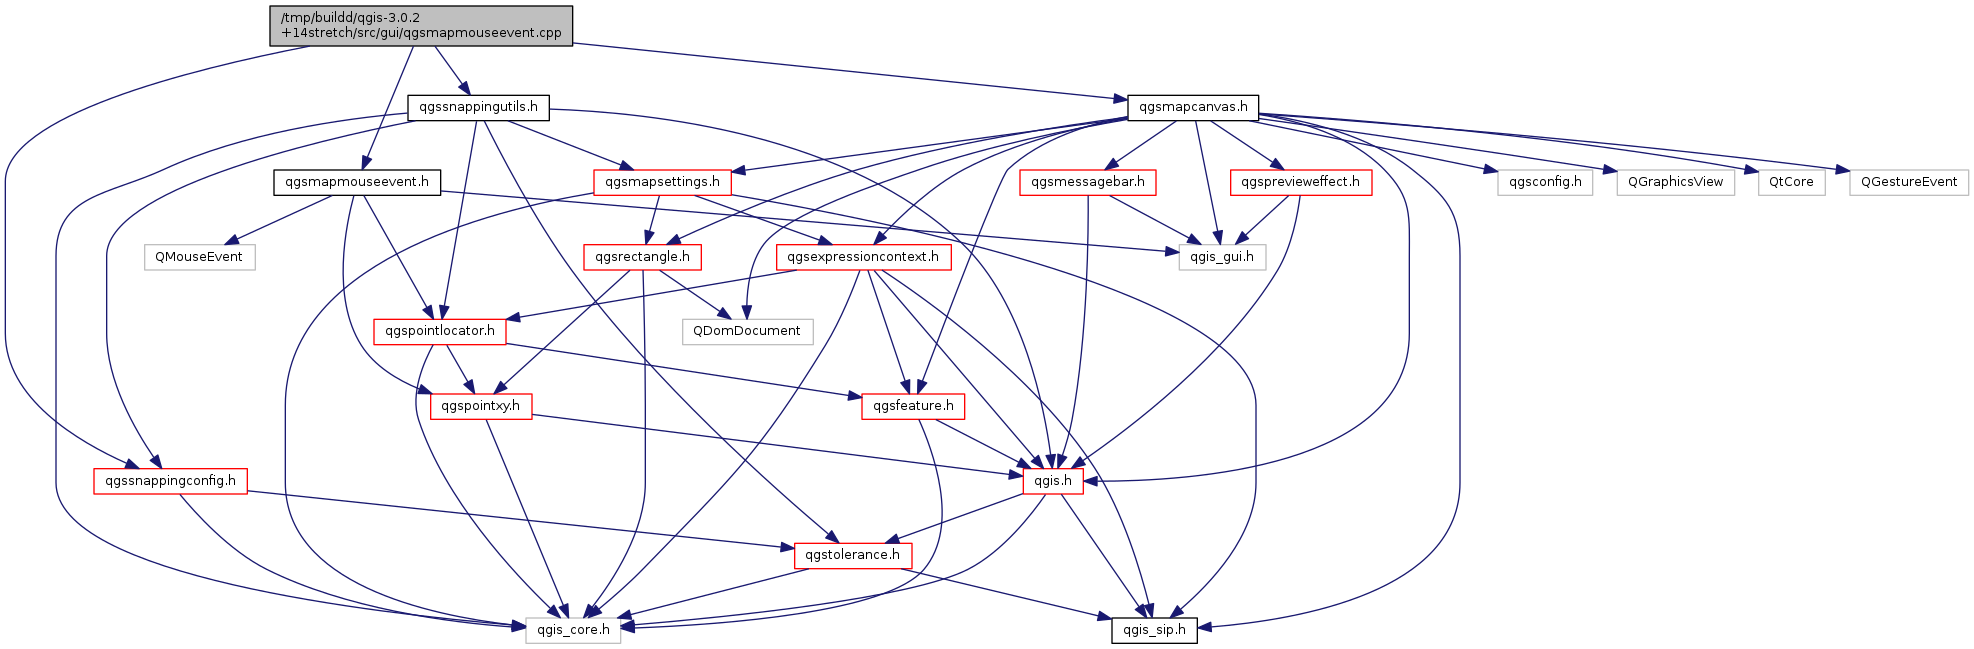 /tmp/buildd/qgis-3.0.2
+14stretch/src/gui/qgsmapmouseevent.cpp
qgssnappingutils.h
qgsmapcanvas.h
qgsmapmouseevent.h
qgsmapsettings.h
qgsmessagebar.h
qgsprevieweffect.h
qgsconfig.h
QGraphicsView
QtCore
QGestureEvent
QMouseEvent
qgsrectangle.h
qgsexpressioncontext.h
qgis_gui.h
qgspointlocator.h
QDomDocument
qgspointxy.h
qgsfeature.h
qgssnappingconfig.h
qgis.h
qgstolerance.h
qgis_core.h
qgis_sip.h